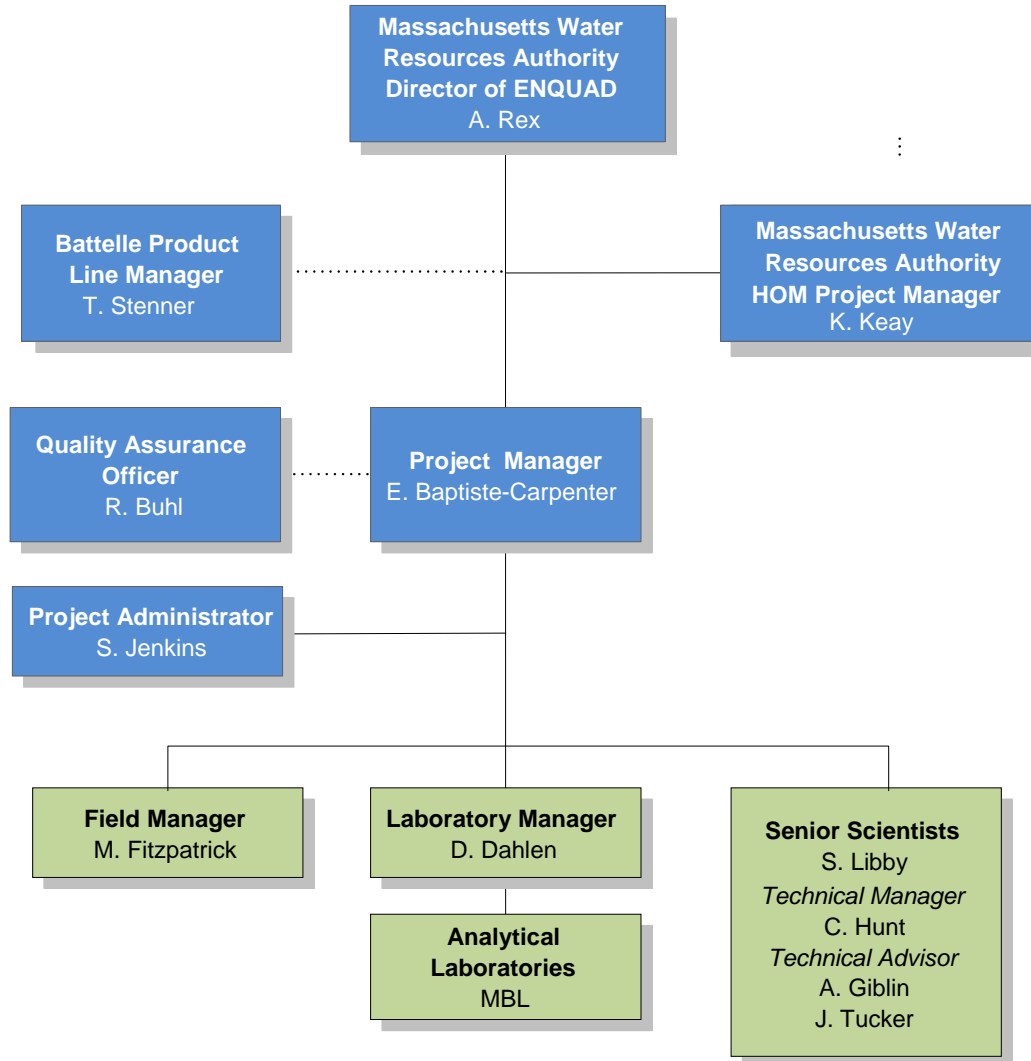 Massachusetts Water
Resources Authority
Director of ENQUAD
A. Rex
Battelle Product
Line Manager
T. Stenner
Massachusetts Water
Resources Authority
HOM Project Manager
K. Keay
Quality Assurance
Officer
R. Buhl
Project Manager
E. Baptiste-Carpenter
Project Administrator
S. Jenkins
Field Manager
M. Fitzpatrick
Laboratory Manager
D. Dahlen
Analytical
Laboratories
MBL
Senior Scientists
S. Libby
Technical Manager
C. Hunt
Technical Advisor
A. Giblin
J. Tucker